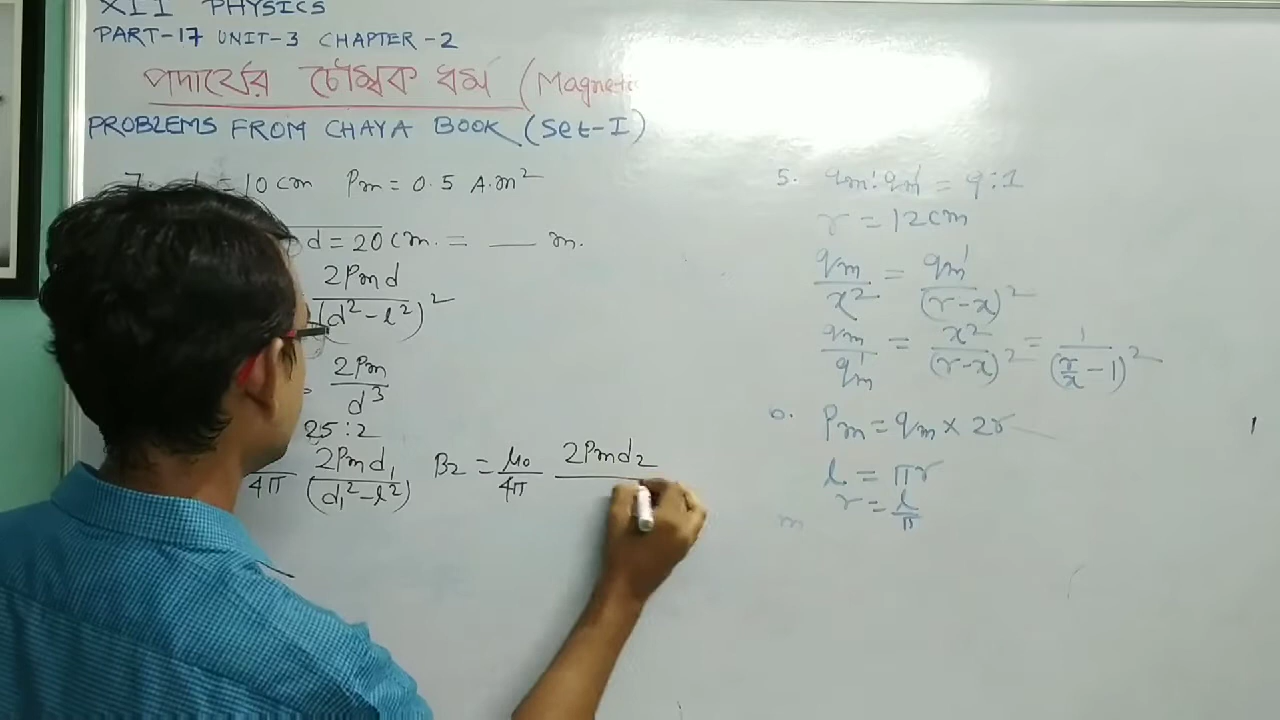 XII PHYSICS
PART-17 UNIT-3 CHAPTER-2
পদার্থের চৌম্বক ধর্ম (Magnetic
PROBLEMS FROM CHAYA BOOK (Set-I)
7. = 10 cm Pm = 0.5 A.m²
d = 20 cm. = __ m.
2Pmd / (d² - l²)²
= 2Pm / d³
25 : 2
4π 2Pmd₁ / (d₁² - l²) B₂ = μ₀/4π 2Pmd₂
5. qm : qm' = 9 : 1
r = 12 cm
qm / x² = qm' / (r - x)²
qm / qm' = x² / (r - x)² = 1 / (r/x - 1)²
6. Pm = qm × 2r
l = πr
r = l/π